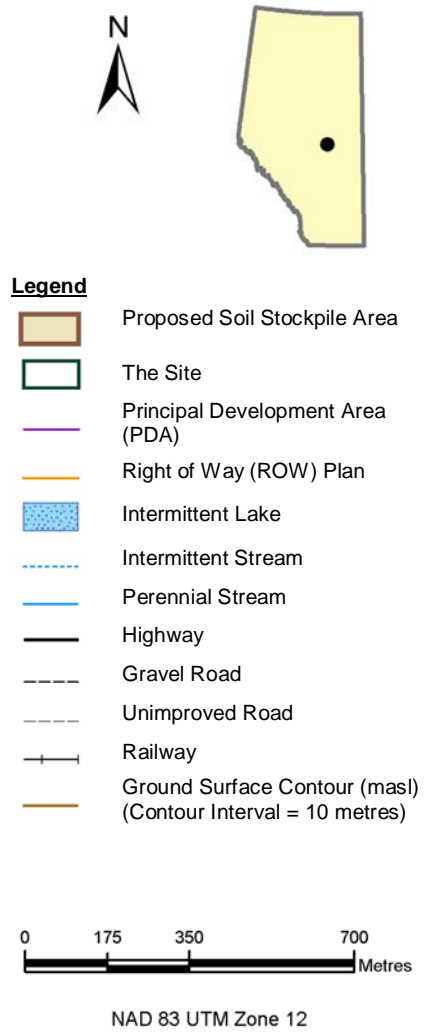 N
Legend
Proposed Soil Stockpile Area
The Site
Principal Development Area
(PDA)
Right of Way (ROW) Plan
Intermittent Lake
Intermittent Stream
Perennial Stream
Highway
Gravel Road
Unimproved Road
Railway
Ground Surface Contour (masl)
(Contour Interval = 10 metres)
0 175 350 700
Metres
NAD 83 UTM Zone 12